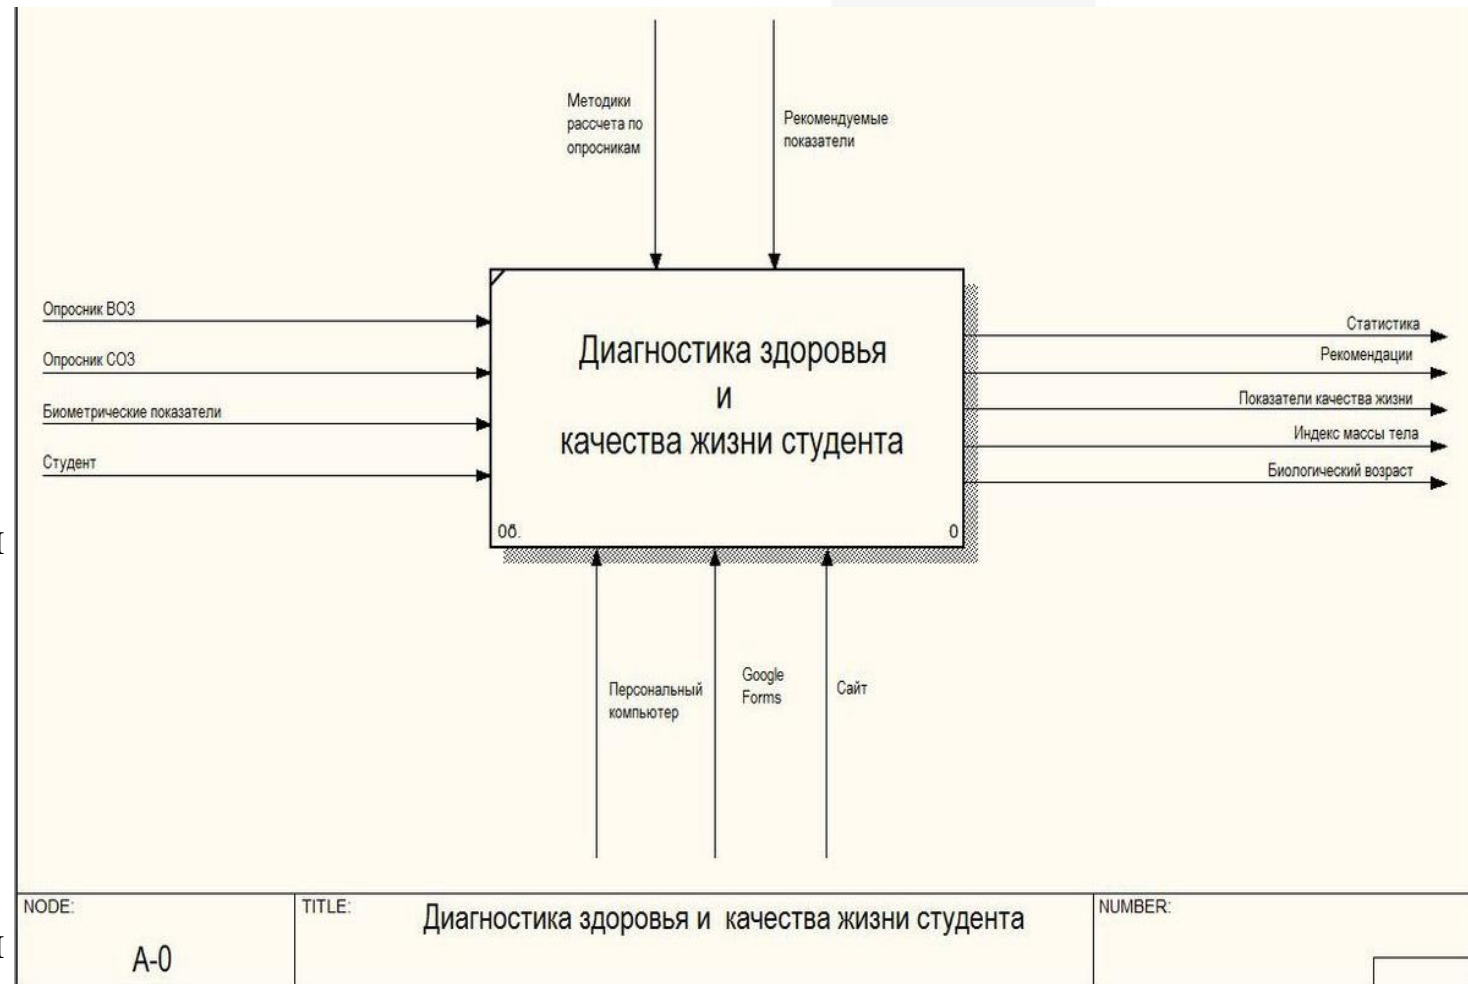 Методики
рассчета по
опросникам
Рекомендуемые
показатели
Опросник ВОЗ
Опросник СОЗ
Биометрические показатели
Студент
Диагностика здоровья
и
качества жизни студента
0б.
0
Статистика
Рекомендации
Показатели качества жизни
Индекс массы тела
Биологический возраст
Персональный
компьютер
Google
Forms
Сайт
NODE:
A-0
TITLE:
Диагностика здоровья и качества жизни студента
NUMBER: